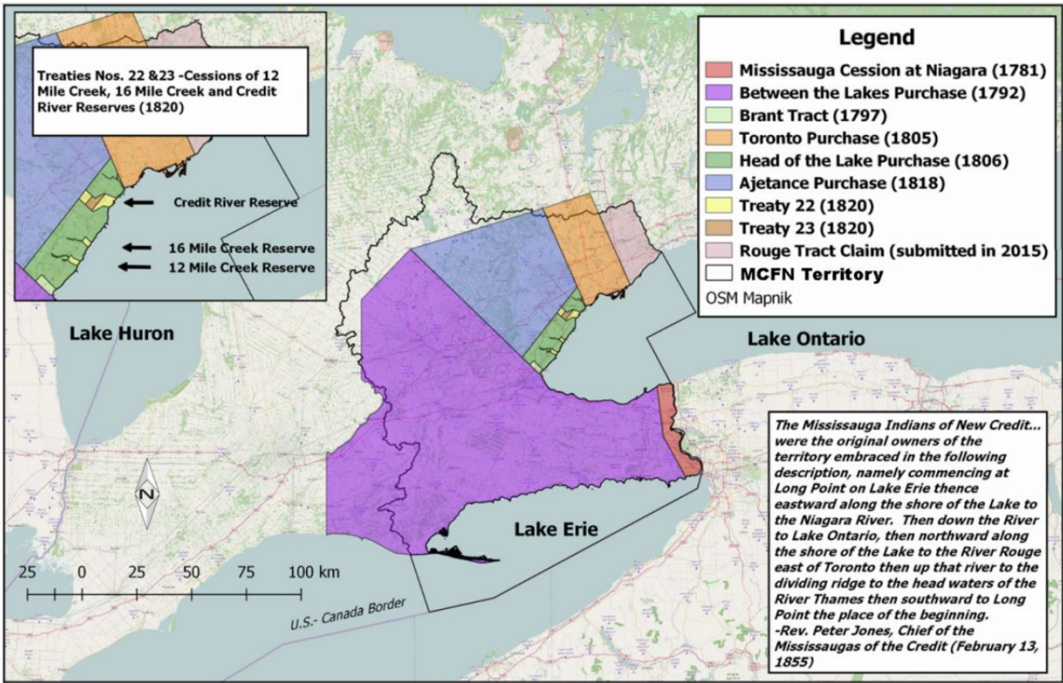 Treaties Nos. 22 &23 -Cessions of 12
Mile Creek, 16 Mile Creek and Credit
River Reserves (1820)
Credit River Reserve
16 Mile Creek Reserve
12 Mile Creek Reserve
Legend
Mississauga Cession at Niagara (1781)
Between the Lakes Purchase (1792)
Brant Tract (1797)
Toronto Purchase (1805)
Head of the Lake Purchase (1806)
Ajetance Purchase (1818)
Treaty 22 (1820)
Treaty 23 (1820)
Rouge Tract Claim (submitted in 2015)
MCFN Territory
OSM Mapnik
Lake Huron
Lake Ontario
Lake Erie
The Mississauga Indians of New Credit...
were the original owners of the
territory embraced in the following
description, namely commencing at
Long Point on Lake Erie thence
eastward along the shore of the Lake to
the Niagara River. Then down the River
to Lake Ontario, then northward along
the shore of the Lake to the River Rouge
east of Toronto then up that river to the
dividing ridge to the head waters of the
River Thames then southward to Long
Point the place of the beginning.
-Rev. Peter Jones, Chief of the
Mississaugas of the Credit (February 13,
1855)
N
25 0 25 50 75 100 km
U.S.- Canada Border